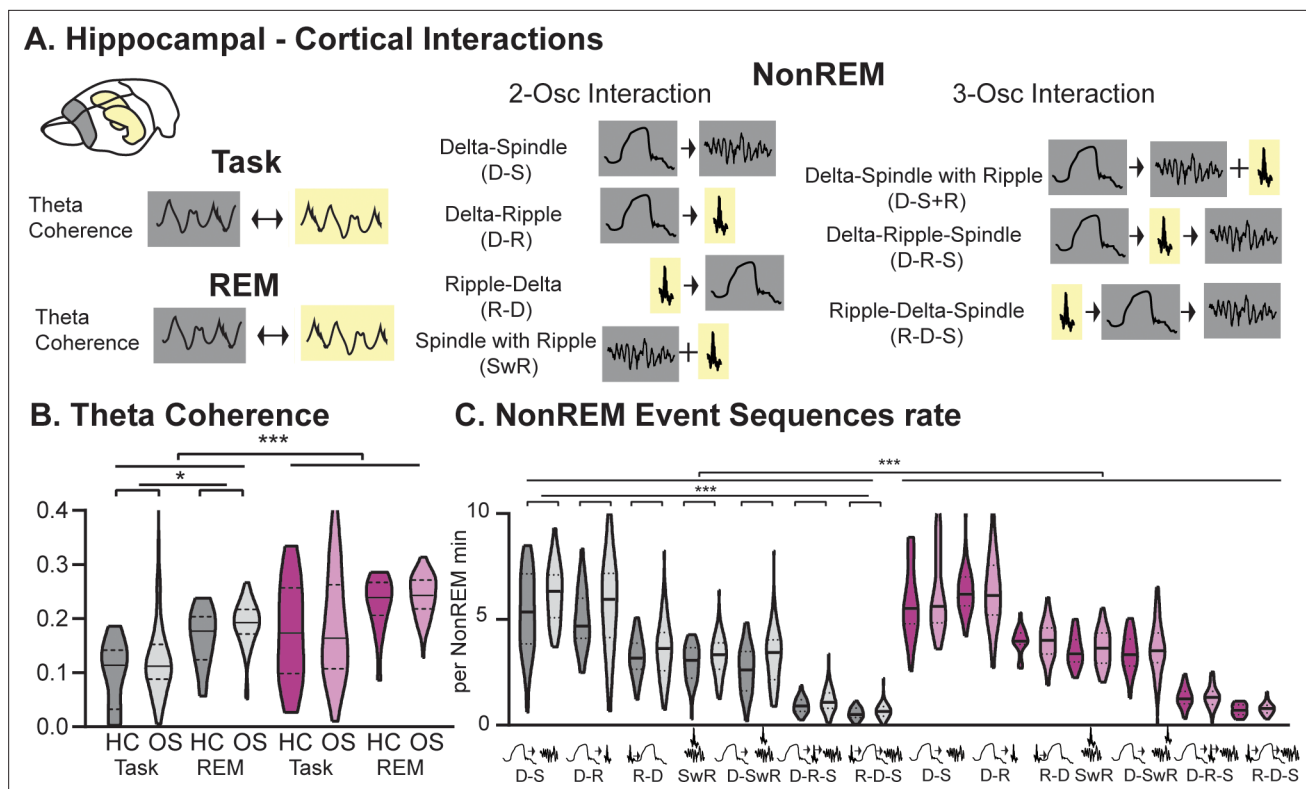 A. Hippocampal - Cortical Interactions
NonREM
2-Osc Interaction
3-Osc Interaction
Task
Theta
Coherence
REM
Theta
Coherence
Delta-Spindle
(D-S)
Delta-Ripple
(D-R)
Ripple-Delta
(R-D)
Spindle with Ripple
(SwR)
+
Delta-Spindle with Ripple
(D-S+R)
+
Delta-Ripple-Spindle
(D-R-S)
Ripple-Delta-Spindle
(R-D-S)
B. Theta Coherence
***
*
0.4
0.3
0.2
0.1
0.0
HC OS HC OS HC OS HC OS
Task REM Task REM
C. NonREM Event Sequences rate
***
***
per NonREM min
10
5
0
D-S D-R R-D SwR D-SwR D-R-S R-D-S D-S D-R R-D SwR D-SwR D-R-S R-D-S